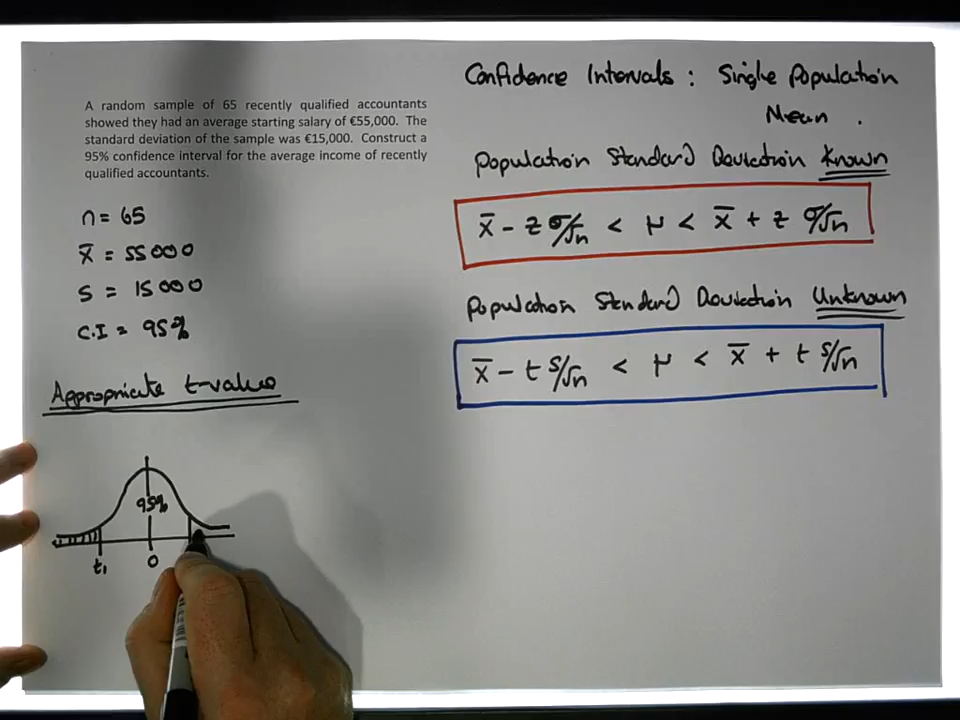 A random sample of 65 recently qualified accountants
showed they had an average starting salary of €55,000. The
standard deviation of the sample was €15,000. Construct a
95% confidence interval for the average income of recently
qualified accountants.
n = 65
x̄ = 55000
S = 15000
C.I = 95%
Appropriate t-value
95%
t₁ 0
Confidence Intervals : Single Population
Mean .
Population Standard Deviation Known
x̄ - z σ/√n < μ < x̄ + z σ/√n
Population Standard Deviation Unknown
x̄ - t s/√n < μ < x̄ + t s/√n